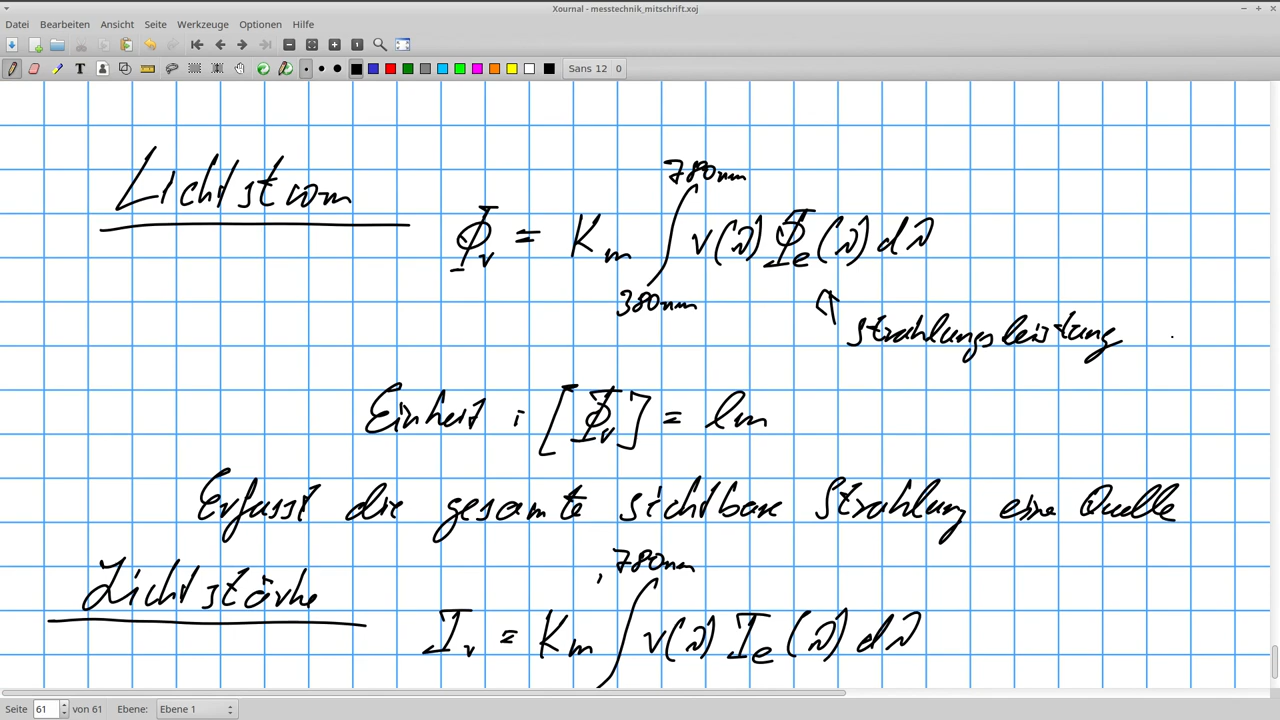 Xournal - messtechnik_mitschrift.xoj
Datei Bearbeiten Ansicht Seite Werkzeuge Optionen Hilfe
Sans 12 0
Lichtstrom
Φv = Km ∫ v(λ) Φe(λ) dλ
780nm
380nm
Strahlungsleistung
Einheit : [Φv] = lm
Erfasst die gesamte sichtbare Strahlung eine Quelle
Lichtstärke
780nm
Iv = Km ∫ v(λ) Ie(λ) dλ
Seite 61 von 61 Ebene: Ebene 1